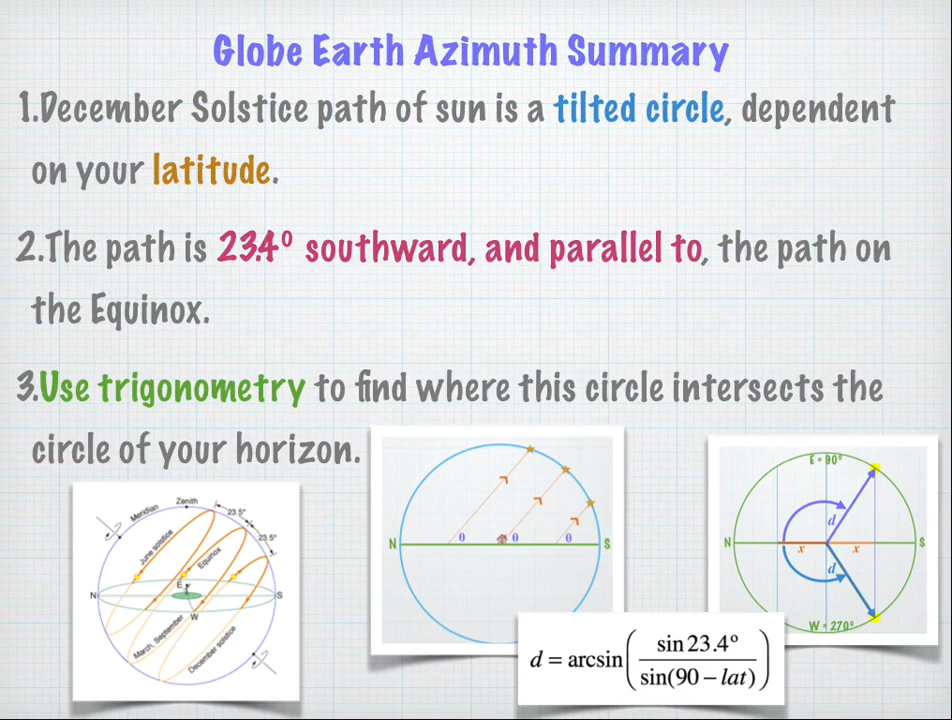 Globe Earth Azimuth Summary
1.December Solstice path of sun is a tilted circle, dependent
on your latitude.
2.The path is 23.4° southward, and parallel to, the path on
the Equinox.
3.Use trigonometry to find where this circle intersects the
circle of your horizon.
Zenith
Meridian
23.5°
23.5°
June solstice
Equinox
N
E
S
W
March, September
December solstice
N
θ
θ
θ
S
E = 90°
d
N
x
x
S
d
W = 270°
d = arcsin(sin 23.4° / sin(90 – lat))